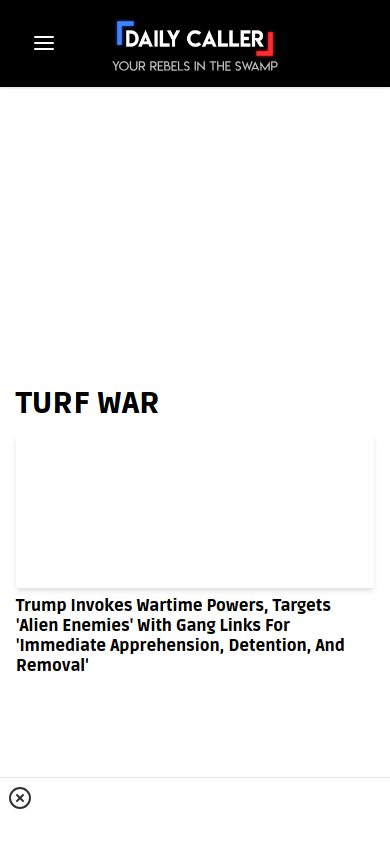 DAILY CALLER
YOUR REBELS IN THE SWAMP
TURF WAR
Trump Invokes Wartime Powers, Targets
'Alien Enemies' With Gang Links For
'Immediate Apprehension, Detention, And
Removal'